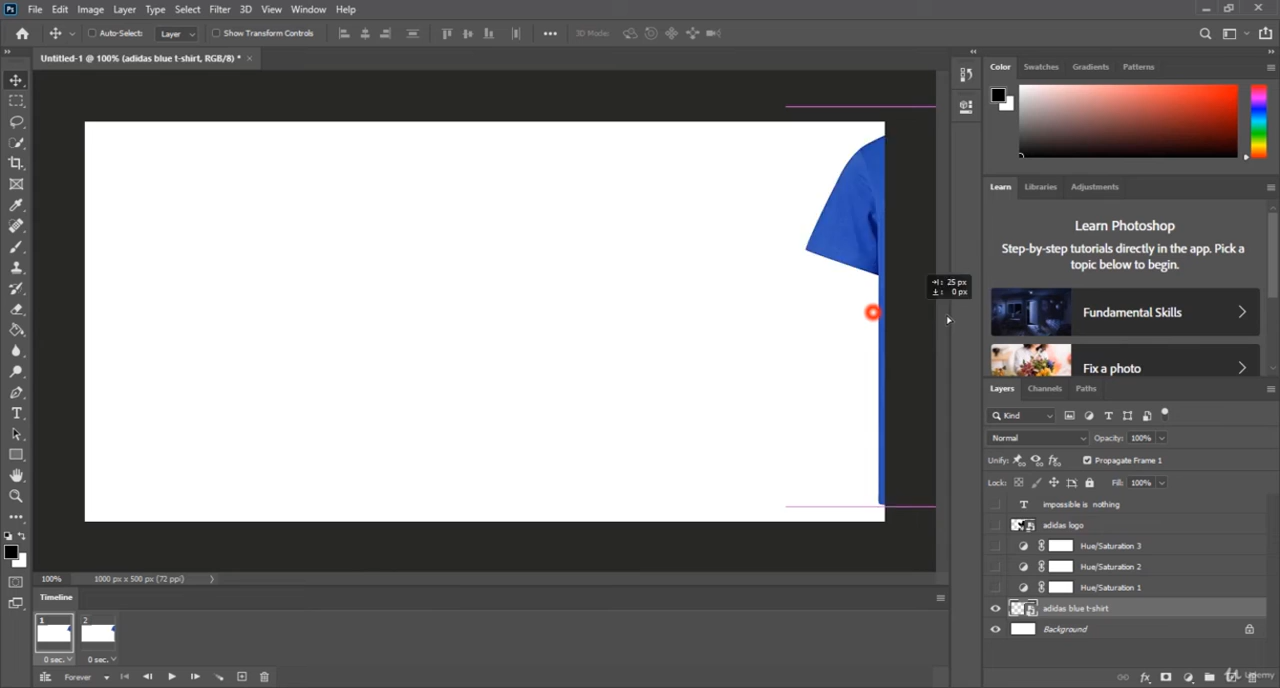 Ps File Edit Image Layer Type Select Filter 3D View Window Help
Auto-Select: Layer Show Transform Controls 3D Mode:
Untitled-1 @ 100% (adidas blue t-shirt, RGB/8) *
Color Swatches Gradients Patterns
Learn Libraries Adjustments
Learn Photoshop
Step-by-step tutorials directly in the app. Pick a
topic below to begin.
25 px
0 px
Fundamental Skills
Fix a photo
Layers Channels Paths
Kind
Normal Opacity: 100%
Unify: Propagate Frame 1
Lock: Fill: 100%
T impossible is nothing
adidas logo
Hue/Saturation 3
Hue/Saturation 2
Hue/Saturation 1
adidas blue t-shirt
Background
100% 1000 px x 500 px (72 ppi)
Timeline
1 2
0 sec. 0 sec.
Forever
fx Udemy